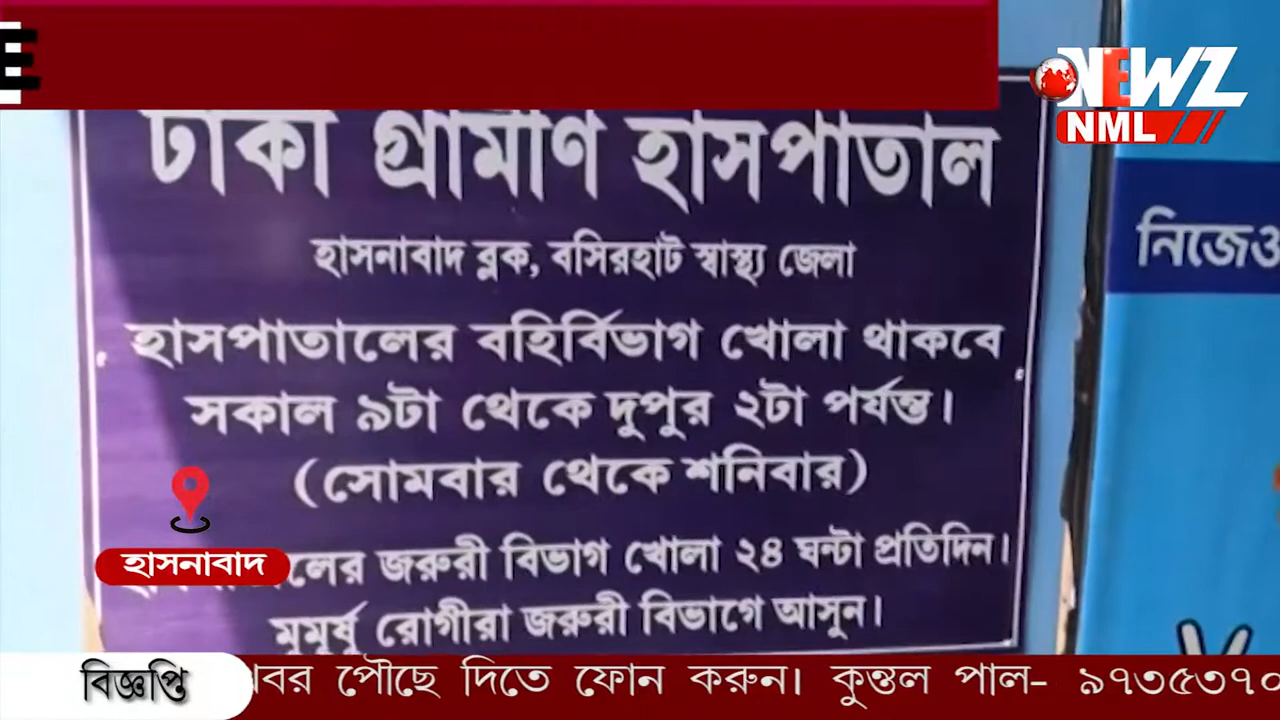 E
NEWZ
NML
গ্রামীণ হাসপাতাল
হাসনাবাদ ব্লক, বসিরহাট স্বাস্থ্য জেলা
হাসপাতালের বহির্বিভাগ খোলা থাকবে
সকাল ৯টা থেকে দুপুর ২টা পর্যন্ত।
(সোমবার থেকে শনিবার)
জরুরী বিভাগ খোলা ২৪ ঘন্টা প্রতিদিন।
মুমূর্ষু রোগীরা জরুরী বিভাগে আসুন।
নিজেও
হাসনাবাদ
বিজ্ঞপ্তি
খবর পৌছে দিতে ফোন করুন। কুন্তল পাল- ৯৭৩৫৩৭০